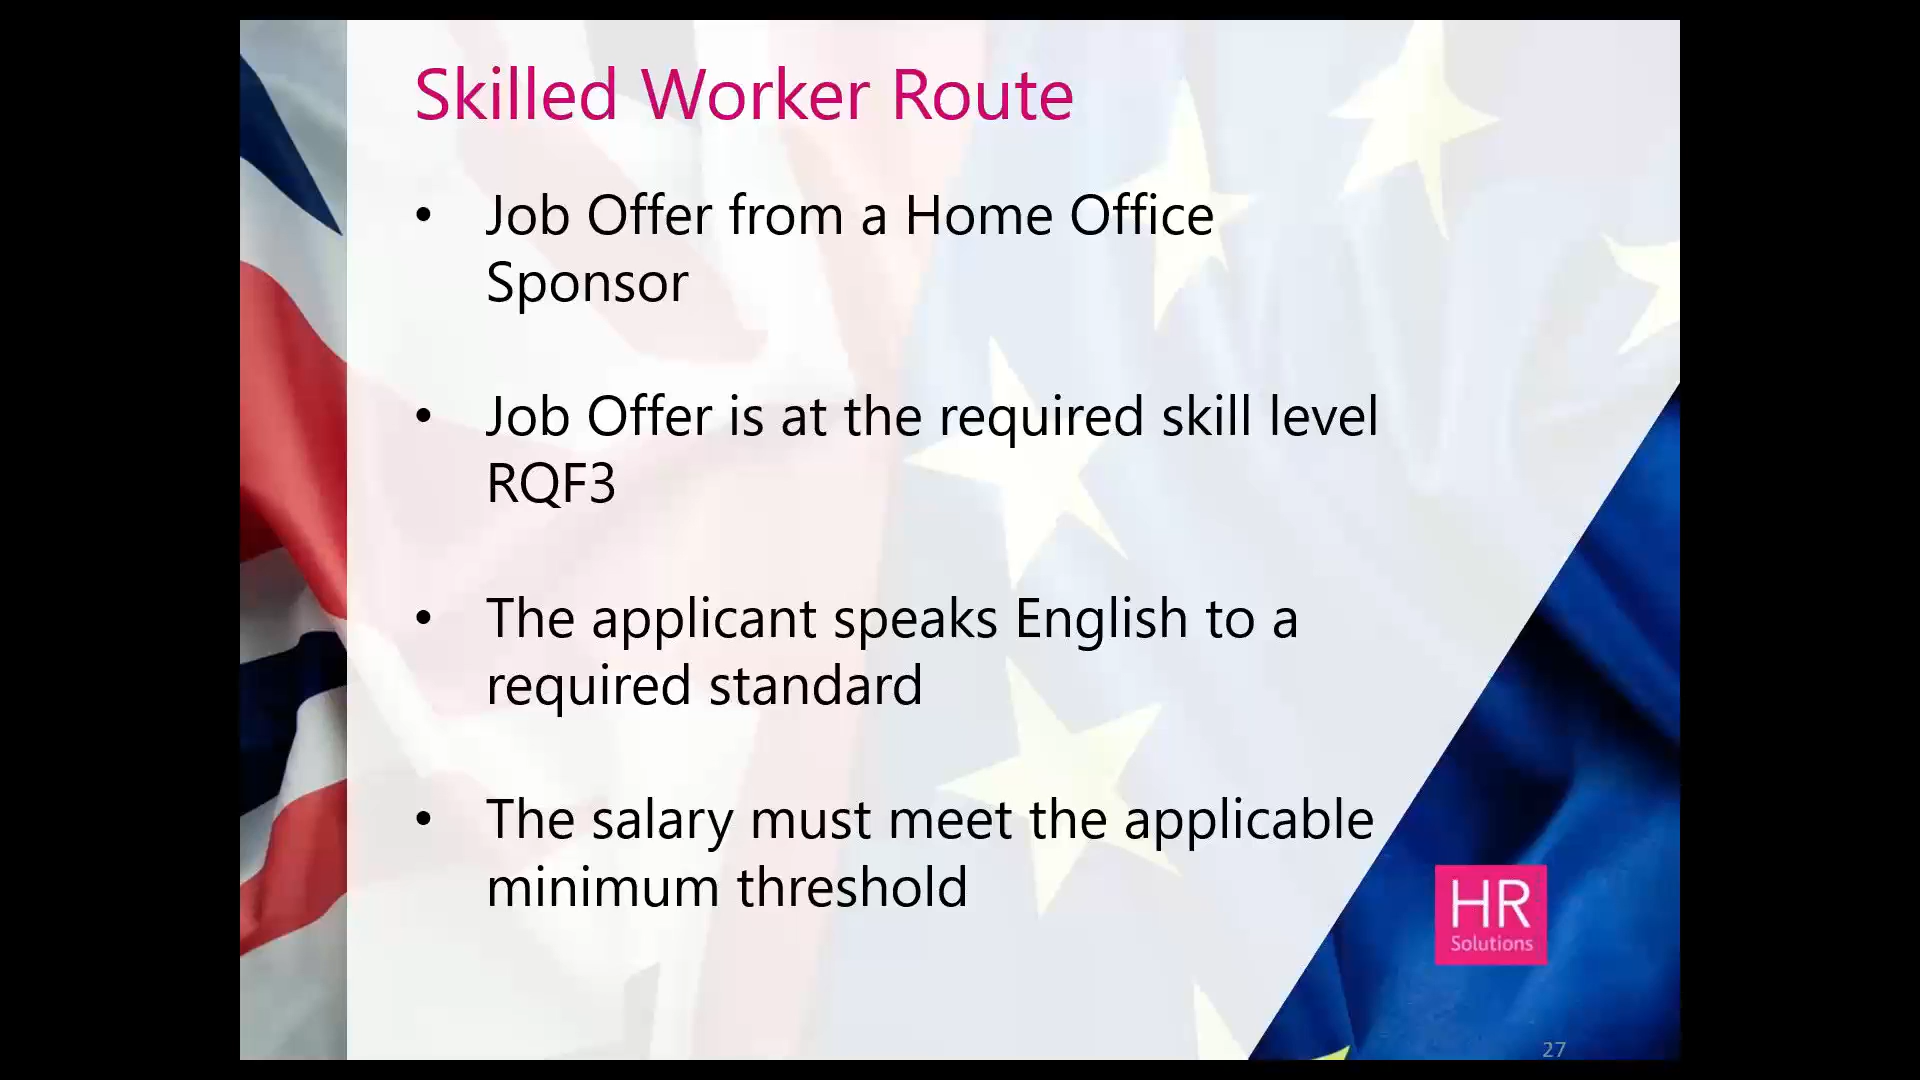 Skilled Worker Route
• Job Offer from a Home Office
Sponsor
• Job Offer is at the required skill level
RQF3
• The applicant speaks English to a
required standard
• The salary must meet the applicable
minimum threshold
HR
Solutions
27